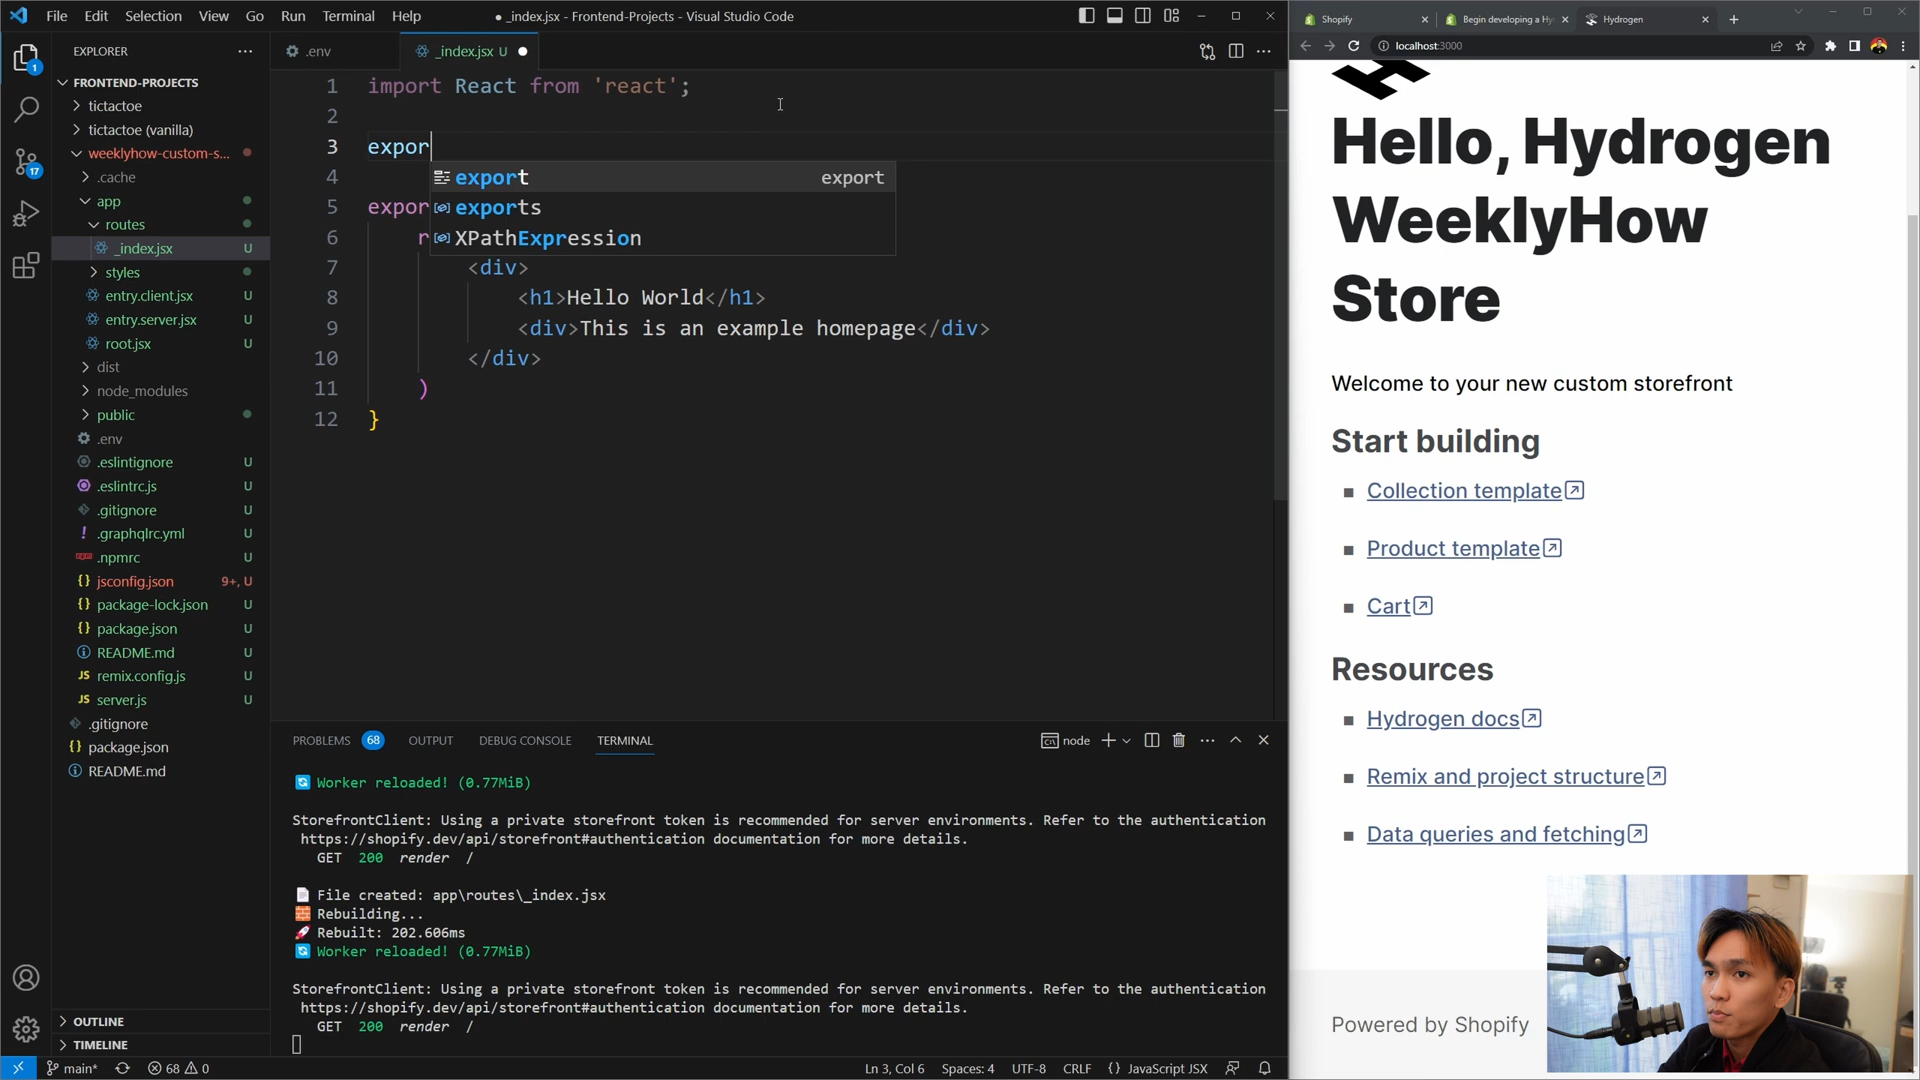 File Edit Selection View Go Run Terminal Help
● _index.jsx - Frontend-Projects - Visual Studio Code
EXPLORER
FRONTEND-PROJECTS
tictactoe
tictactoe (vanilla)
weeklyhow-custom-s...
.cache
app
routes
_index.jsx U
styles
entry.client.jsx U
entry.server.jsx U
root.jsx U
dist
node_modules
public
.env
.eslintignore U
.eslintrc.js U
.gitignore U
.graphqlrc.yml U
.npmrc U
jsconfig.json 9+, U
package-lock.json U
package.json U
README.md U
remix.config.js U
server.js U
.gitignore
package.json
README.md
OUTLINE
TIMELINE
1
17
.env
_index.jsx U
1 import React from 'react';
2
3 expor
4
5 expor
6 r
7 <div>
8 <h1>Hello World</h1>
9 <div>This is an example homepage</div>
10 </div>
11 )
12 }
export export
exports
XPathExpression
PROBLEMS 68 OUTPUT DEBUG CONSOLE TERMINAL
node
Worker reloaded! (0.77MiB)
StorefrontClient: Using a private storefront token is recommended for server environments. Refer to the authentication
https://shopify.dev/api/storefront#authentication documentation for more details.
GET 200 render /
File created: app\routes\_index.jsx
Rebuilding...
Rebuilt: 202.606ms
Worker reloaded! (0.77MiB)
StorefrontClient: Using a private storefront token is recommended for server environments. Refer to the authentication
https://shopify.dev/api/storefront#authentication documentation for more details.
GET 200 render /
main* 68 0
Ln 3, Col 6 Spaces: 4 UTF-8 CRLF {} JavaScript JSX
Shopify
Begin developing a Hy
Hydrogen
localhost:3000
Hello, Hydrogen
WeeklyHow
Store
Welcome to your new custom storefront
Start building
Collection template
Product template
Cart
Resources
Hydrogen docs
Remix and project structure
Data queries and fetching
Powered by Shopify